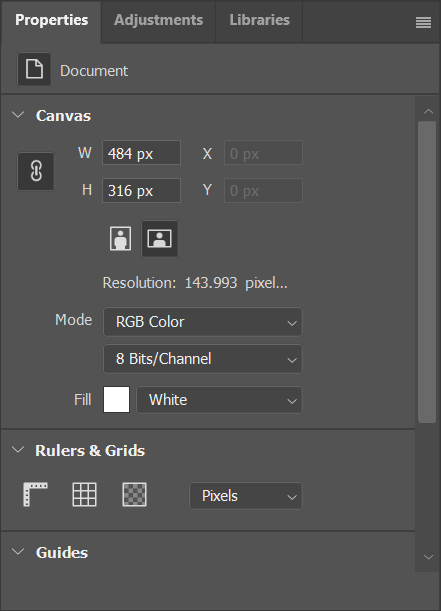 Properties Adjustments Libraries
Document
Canvas
W 484 px X 0 px
H 316 px Y 0 px
Resolution: 143.993 pixel...
Mode RGB Color
8 Bits/Channel
Fill White
Rulers & Grids
Pixels
Guides